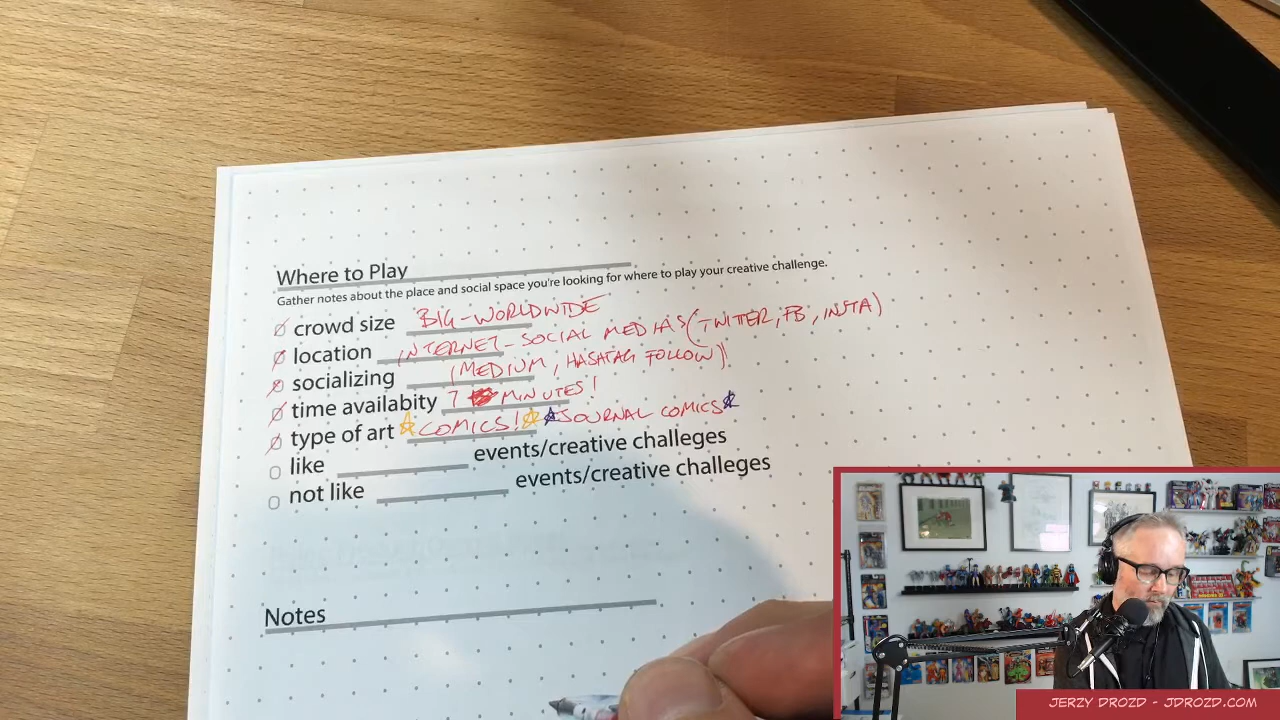 Where to Play
Gather notes about the place and social space you're looking for where to play your creative challenge.
crowd size BIG-WORLDWIDE
location INTERNET-SOCIAL MEDIAS (TWITTER, FB, INSTA)
socializing (MEDIUM, HASHTAG FOLLOW)
time availabity 7 MINUTES!
type of art COMICS! JOURNAL COMICS
like events/creative challeges
not like events/creative challeges
Notes
JERZY DROZD - JDROZD.COM